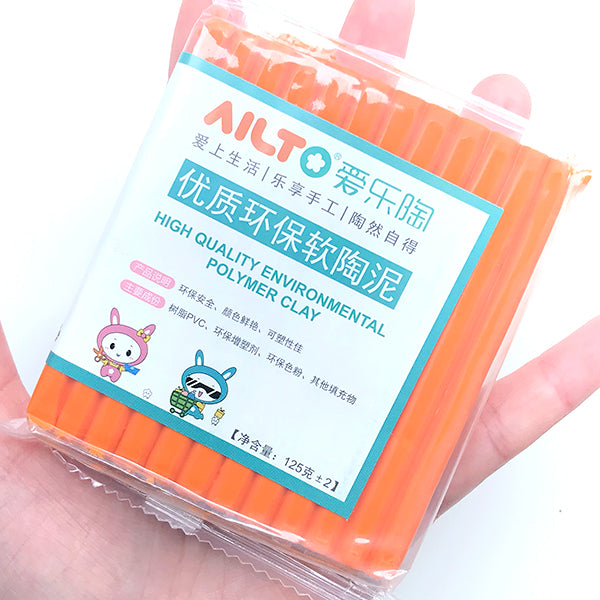 AILTO®爱乐陶
爱上生活|乐享手工|陶然自得
优质环保软陶泥
HIGH QUALITY ENVIRONMENTAL
POLYMER CLAY
产品说明 环保安全、颜色鲜艳、可塑性佳
主要成份 树脂PVC、环保增塑剂、环保色粉、其他填充物
【净含量：125克±2】